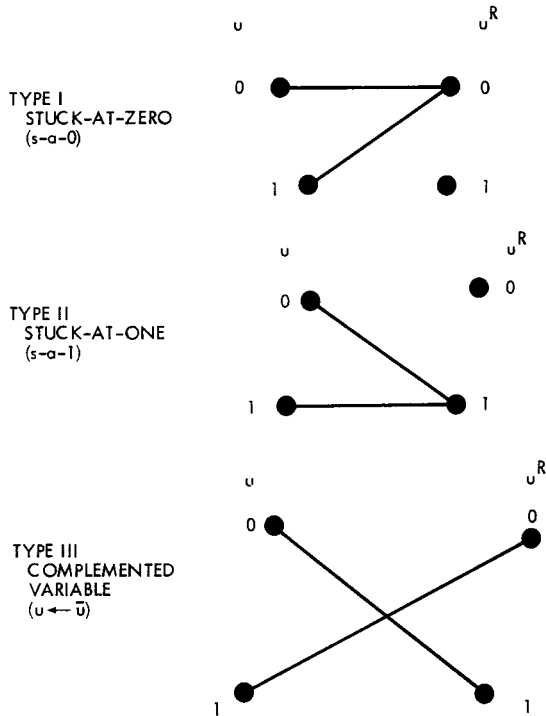 u u^R
0 0
TYPE I
STUCK-AT-ZERO
(s-a-0)
1 1
u u^R
0 0
TYPE II
STUCK-AT-ONE
(s-a-1)
1 1
u u^R
0 0
TYPE III
COMPLEMENTED
VARIABLE
(u ← ū)
1 1